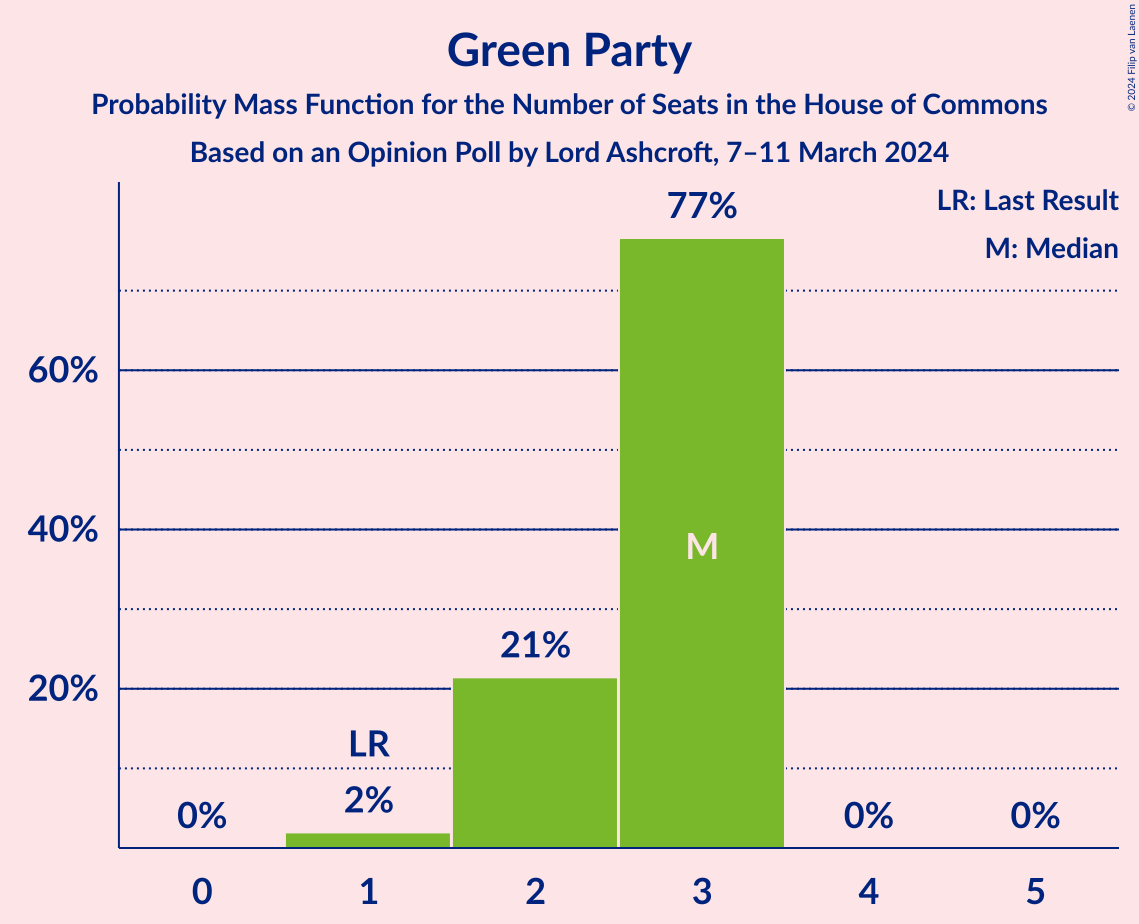 Green Party
Probability Mass Function for the Number of Seats in the House of Commons
Based on an Opinion Poll by Lord Ashcroft, 7–11 March 2024
© 2024 Filip van Laenen
LR: Last Result
M: Median
77%
60%
40%
M
21%
20%
LR
2%
0%
0%
0%
0 1 2 3 4 5